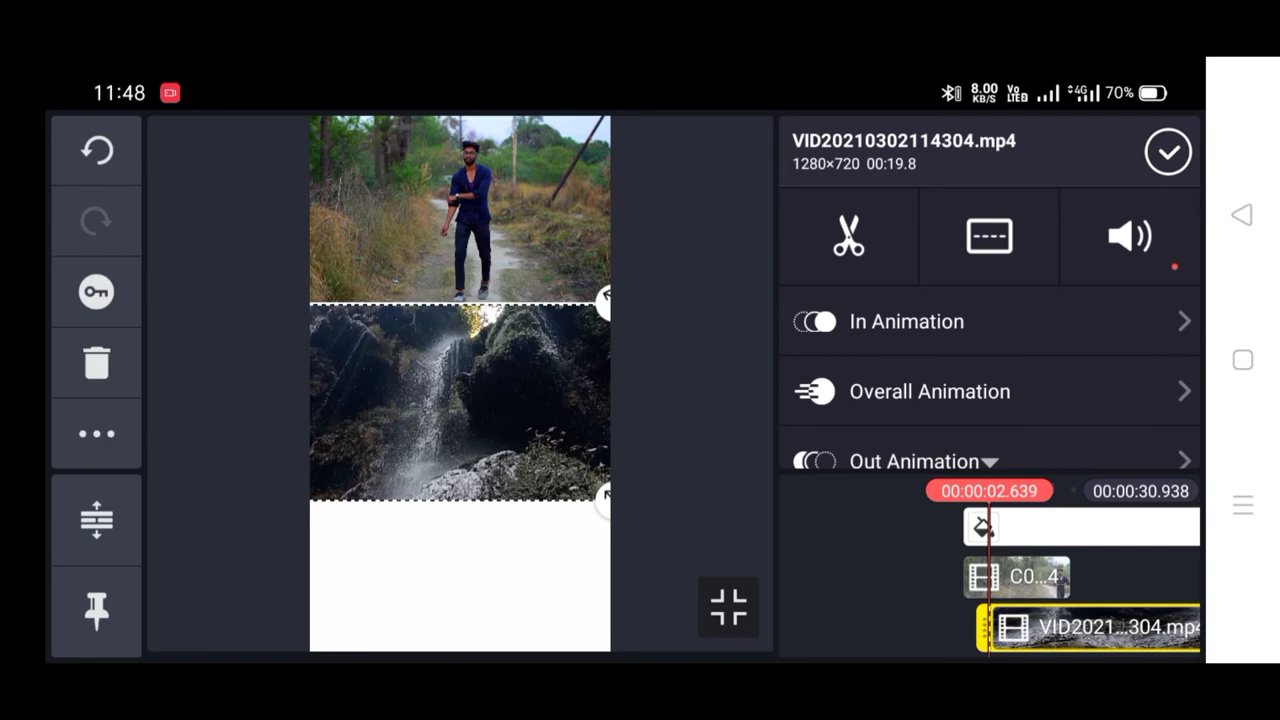 11:48
8.00 KB/S Vo LTE2 4G 70%
VID20210302114304.mp4
1280×720 00:19.8
In Animation
Overall Animation
Out Animation
00:00:02.639 00:00:30.938
C0...4
VID2021...304.mp4